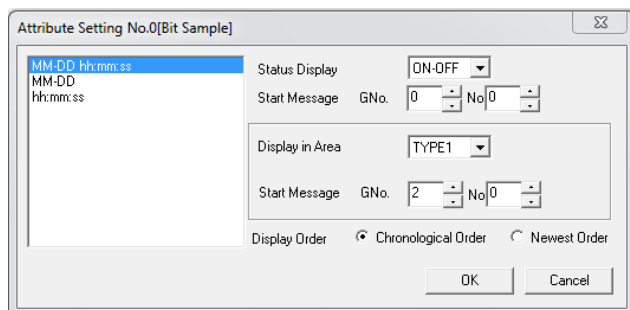 Attribute Setting No.0[Bit Sample]
MM-DD hh:mm:ss
MM-DD
hh:mm:ss
Status Display ON-OFF
Start Message GNo. 0 No 0
Display in Area TYPE1
Start Message GNo. 2 No 0
Display Order Chronological Order Newest Order
OK Cancel